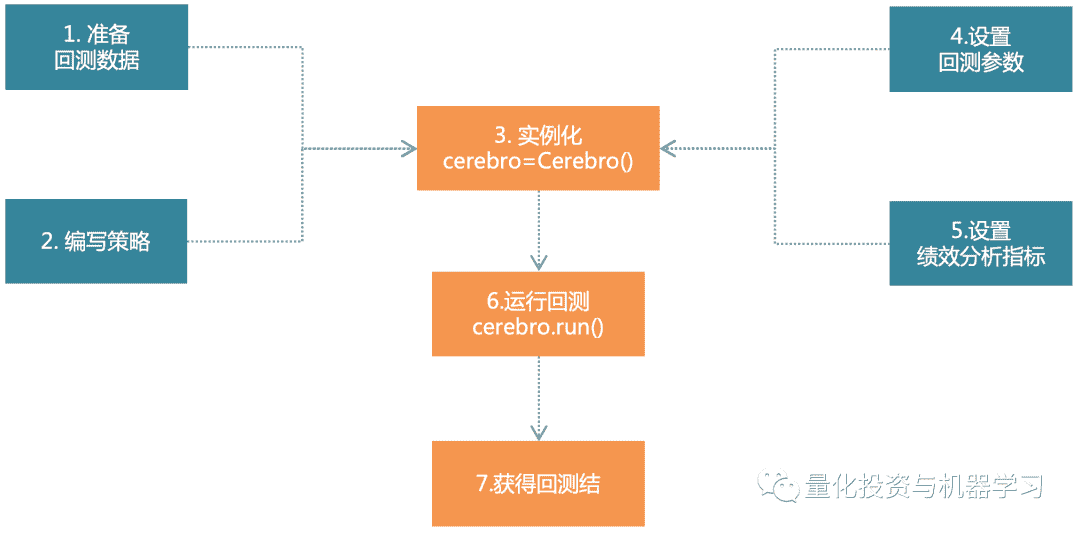 1. 准备
回测数据
2. 编写策略
3. 实例化
cerebro=Cerebro()
4.设置
回测参数
5.设置
绩效分析指标
6.运行回测
cerebro.run()
7.获得回测结
量化投资与机器学习